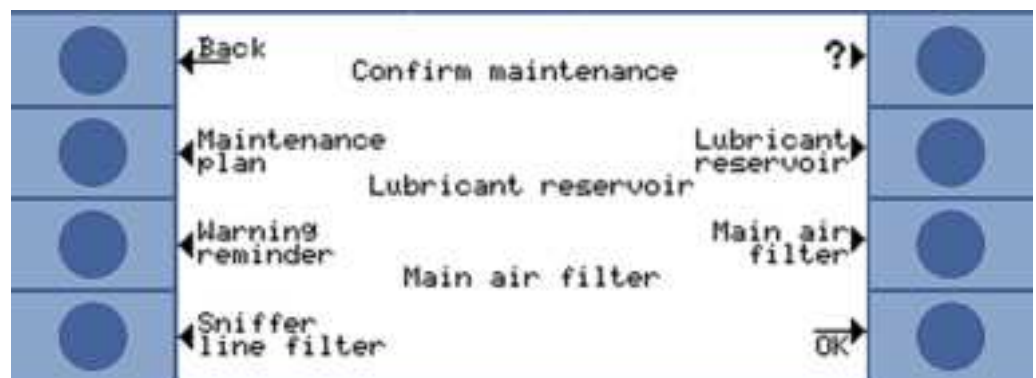 Back
Confirm maintenance
?
Maintenance
plan
Lubricant
reservoir
Lubricant reservoir
Warning
reminder
Main air
filter
Main air filter
Sniffer
line filter
OK